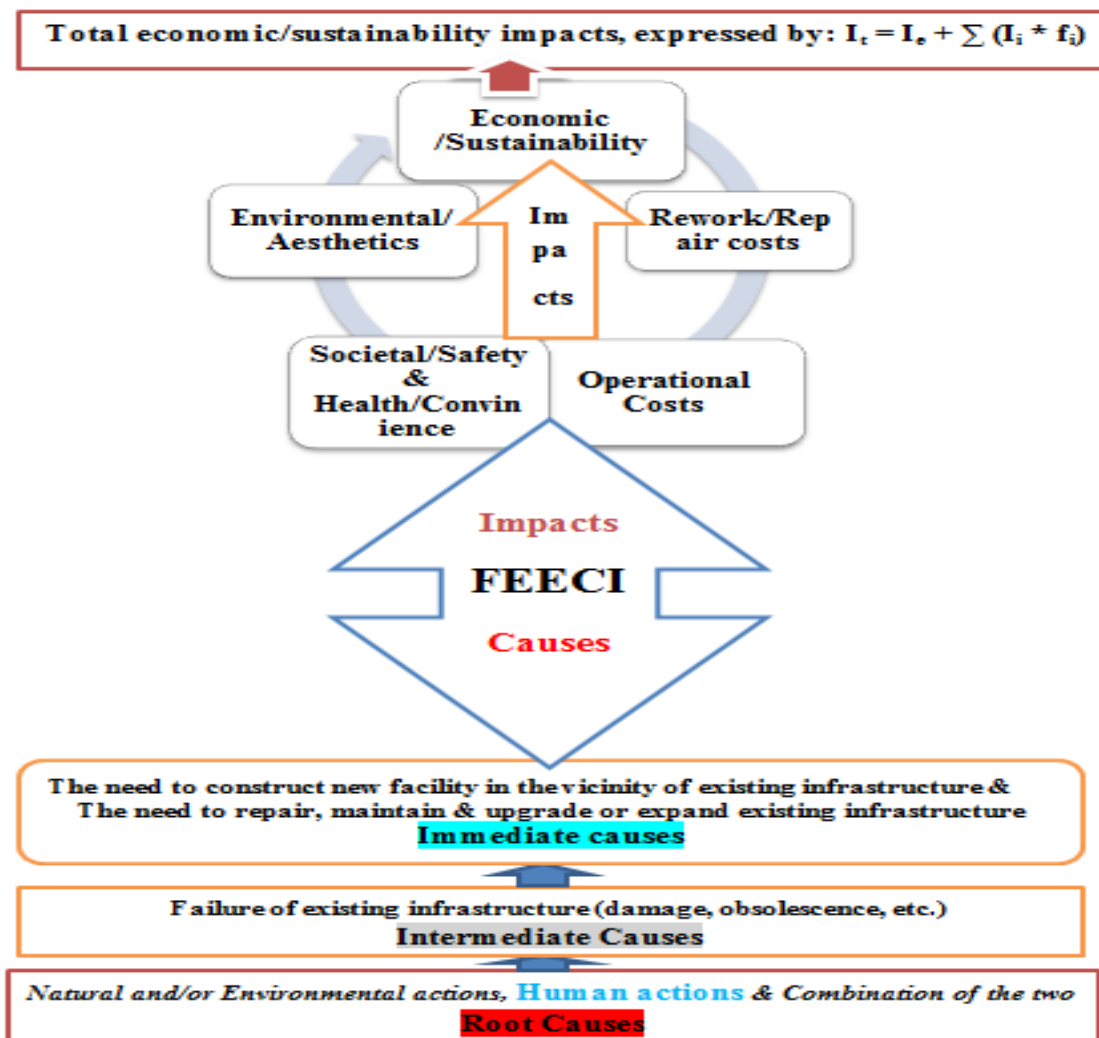 Total economic/sustainability impacts, expressed by: Iₜ = Iₑ + ∑ (Iᵢ * fᵢ)
Economic
/Sustainability
Environmental/
Aesthetics
Im
pa
cts
Rework/Rep
air costs
Societal/Safety
&
Health/Convin
ience
Operational
Costs
Impacts
FEECI
Causes
The need to construct new facility in the vicinity of existing infrastructure &
The need to repair, maintain & upgrade or expand existing infrastructure
Immediate causes
Failure of existing infrastructure (damage, obsolescence, etc.)
Intermediate Causes
Natural and/or Environmental actions, Human actions & Combination of the two
Root Causes